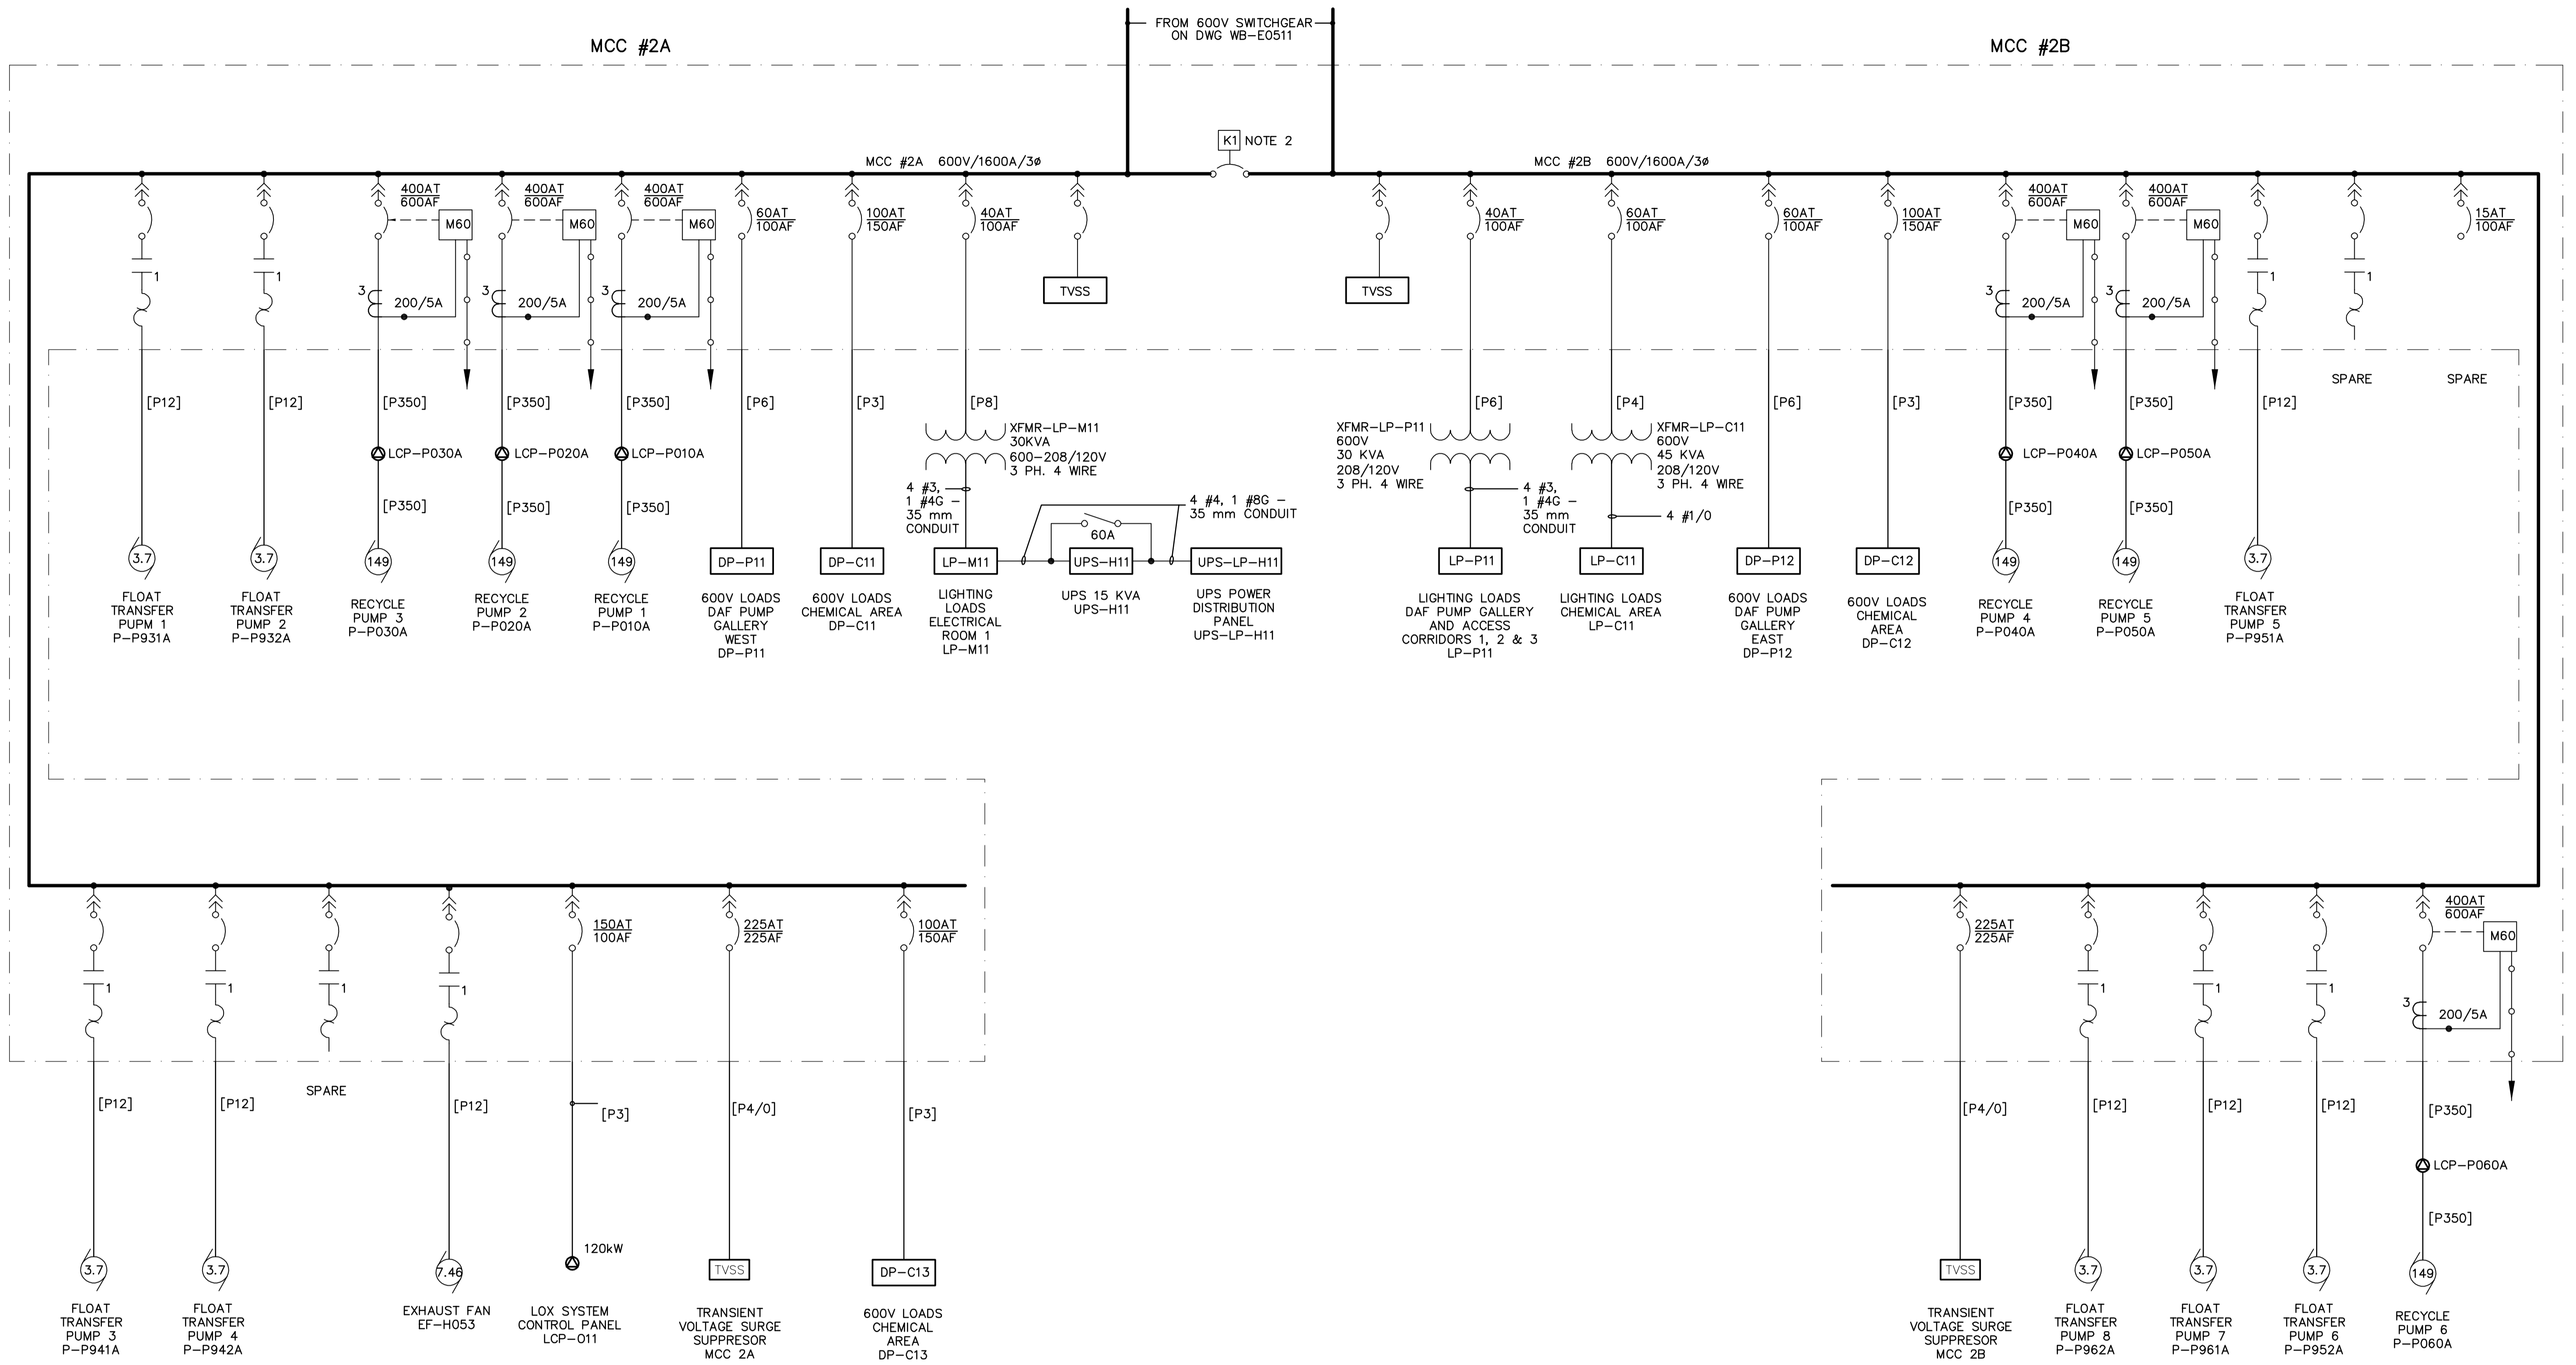 FROM 600V SWITCHGEAR
ON DWG WB-E0511
MCC #2A
MCC #2B
K1
NOTE 2
MCC #2A 600V/1600A/3ø
MCC #2B 600V/1600A/3ø
400AT
600AF
M60
400AT
600AF
M60
400AT
600AF
M60
60AT
100AF
100AT
150AF
40AT
100AF
40AT
100AF
60AT
100AF
60AT
100AF
100AT
150AF
400AT
600AF
M60
400AT
600AF
M60
15AT
100AF
1
1
3
200/5A
3
200/5A
3
200/5A
TVSS
TVSS
3
200/5A
3
200/5A
1
1
SPARE
SPARE
[P12]
[P12]
[P350]
[P350]
[P350]
[P6]
[P3]
[P8]
[P6]
[P4]
[P6]
[P3]
[P350]
[P350]
[P12]
LCP-P030A
LCP-P020A
LCP-P010A
XFMR-LP-M11
30KVA
600-208/120V
3 PH. 4 WIRE
XFMR-LP-P11
600V
30 KVA
208/120V
3 PH. 4 WIRE
XFMR-LP-C11
600V
45 KVA
208/120V
3 PH. 4 WIRE
LCP-P040A
LCP-P050A
[P350]
[P350]
[P350]
4 #3,
1 #4G -
35 mm
CONDUIT
4 #4, 1 #8G -
35 mm CONDUIT
60A
4 #3,
1 #4G -
35 mm
CONDUIT
4 #1/0
[P350]
[P350]
3.7
3.7
149
149
149
DP-P11
DP-C11
LP-M11
UPS-H11
UPS-LP-H11
LP-P11
LP-C11
DP-P12
DP-C12
149
149
3.7
FLOAT
TRANSFER
PUPM 1
P-P931A
FLOAT
TRANSFER
PUMP 2
P-P932A
RECYCLE
PUMP 3
P-P030A
RECYCLE
PUMP 2
P-P020A
RECYCLE
PUMP 1
P-P010A
600V LOADS
DAF PUMP
GALLERY
WEST
DP-P11
600V LOADS
CHEMICAL AREA
DP-C11
LIGHTING
LOADS
ELECTRICAL
ROOM 1
LP-M11
UPS 15 KVA
UPS-H11
UPS POWER
DISTRIBUTION
PANEL
UPS-LP-H11
LIGHTING LOADS
DAF PUMP GALLERY
AND ACCESS
CORRIDORS 1, 2 & 3
LP-P11
LIGHTING LOADS
CHEMICAL AREA
LP-C11
600V LOADS
DAF PUMP
GALLERY
EAST
DP-P12
600V LOADS
CHEMICAL
AREA
DP-C12
RECYCLE
PUMP 4
P-P040A
RECYCLE
PUMP 5
P-P050A
FLOAT
TRANSFER
PUMP 5
P-P951A
150AT
100AF
225AT
225AF
100AT
150AF
225AT
225AF
400AT
600AF
M60
1
1
1
1
1
1
1
3
200/5A
SPARE
[P12]
[P12]
[P12]
[P3]
[P4/0]
[P3]
[P4/0]
[P12]
[P12]
[P12]
[P350]
LCP-P060A
[P350]
3.7
3.7
7.46
120kW
TVSS
DP-C13
TVSS
3.7
3.7
3.7
149
FLOAT
TRANSFER
PUMP 3
P-P941A
FLOAT
TRANSFER
PUMP 4
P-P942A
EXHAUST FAN
EF-H053
LOX SYSTEM
CONTROL PANEL
LCP-O11
TRANSIENT
VOLTAGE SURGE
SUPPRESOR
MCC 2A
600V LOADS
CHEMICAL
AREA
DP-C13
TRANSIENT
VOLTAGE SURGE
SUPPRESOR
MCC 2B
FLOAT
TRANSFER
PUMP 8
P-P962A
FLOAT
TRANSFER
PUMP 7
P-P961A
FLOAT
TRANSFER
PUMP 6
P-P952A
RECYCLE
PUMP 6
P-P060A